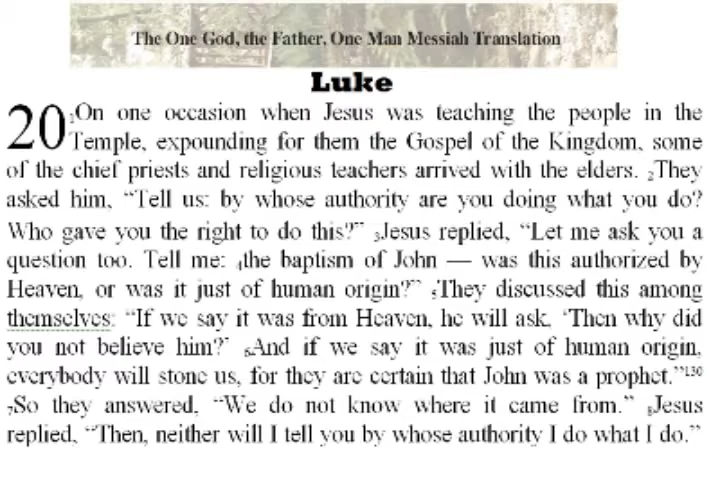 The One God, the Father, One Man Messiah Translation
Luke
20 1On one occasion when Jesus was teaching the people in the
Temple, expounding for them the Gospel of the Kingdom, some
of the chief priests and religious teachers arrived with the elders. 2They
asked him, “Tell us: by whose authority are you doing what you do?
Who gave you the right to do this?” 3Jesus replied, “Let me ask you a
question too. Tell me: 4the baptism of John — was this authorized by
Heaven, or was it just of human origin?” 5They discussed this among
themselves: “If we say it was from Heaven, he will ask, ‘Then why did
you not believe him?’ 6And if we say it was just of human origin,
everybody will stone us, for they are certain that John was a prophet.”130
7So they answered, “We do not know where it came from.” 8Jesus
replied, “Then, neither will I tell you by whose authority I do what I do.”